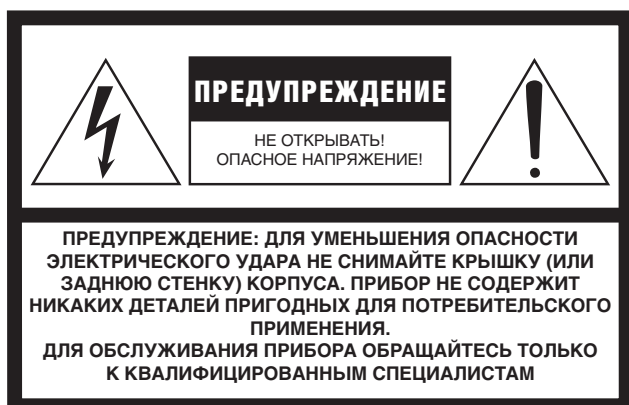 ПРЕДУПРЕЖДЕНИЕ
НЕ ОТКРЫВАТЬ!
ОПАСНОЕ НАПРЯЖЕНИЕ!
ПРЕДУПРЕЖДЕНИЕ: ДЛЯ УМЕНЬШЕНИЯ ОПАСНОСТИ
ЭЛЕКТРИЧЕСКОГО УДАРА НЕ СНИМАЙТЕ КРЫШКУ (ИЛИ
ЗАДНЮЮ СТЕНКУ) КОРПУСА. ПРИБОР НЕ СОДЕРЖИТ
НИКАКИХ ДЕТАЛЕЙ ПРИГОДНЫХ ДЛЯ ПОТРЕБИТЕЛЬСКОГО
ПРИМЕНЕНИЯ.
ДЛЯ ОБСЛУЖИВАНИЯ ПРИБОРА ОБРАЩАЙТЕСЬ ТОЛЬКО
К КВАЛИФИЦИРОВАННЫМ СПЕЦИАЛИСТАМ